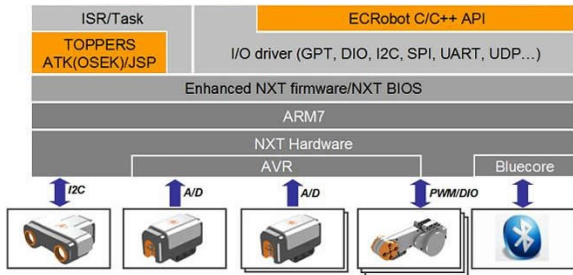 ISR/Task
ECRobot C/C++ API
TOPPERS
ATK(OSEK)/JSP
I/O driver (GPT, DIO, I2C, SPI, UART, UDP…)
Enhanced NXT firmware/NXT BIOS
ARM7
NXT Hardware
AVR
Bluecore
I2C
A/D
A/D
PWM/DIO